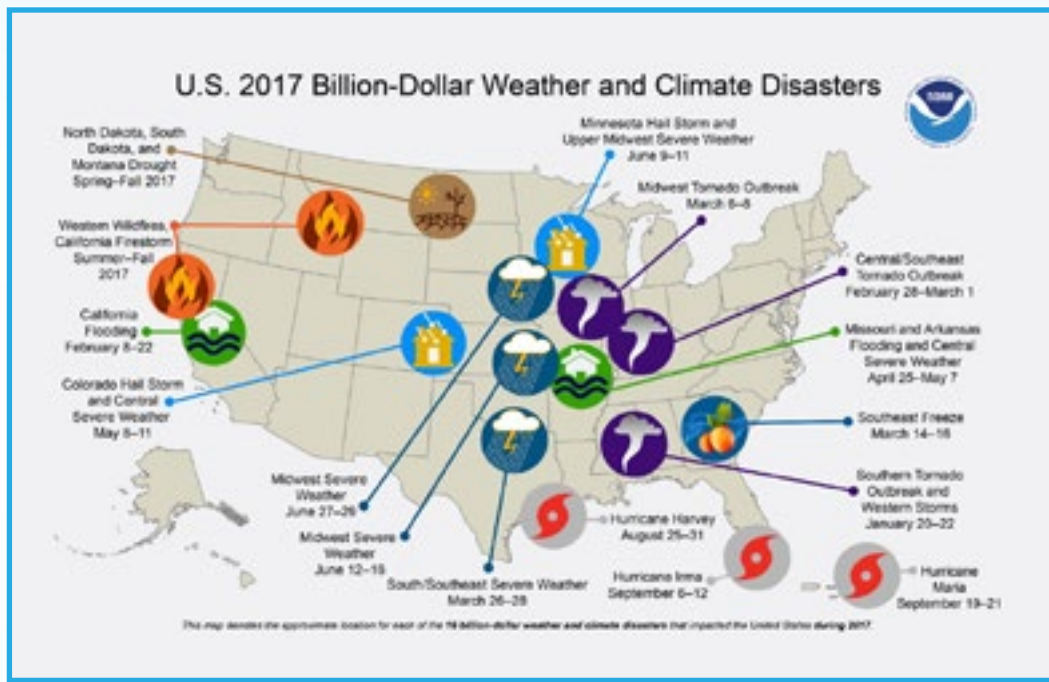 U.S. 2017 Billion-Dollar Weather and Climate Disasters
North Dakota, South
Dakota, and
Montana Drought
Spring–Fall 2017
Minnesota Hail Storm and
Upper Midwest Severe Weather
June 9–11
Midwest Tornado Outbreak
March 6–8
Western Wildfires,
California Firestorm
Summer–Fall
2017
Central/Southeast
Tornado Outbreak
February 28–March 1
California
Flooding
February 8–22
Missouri and Arkansas
Flooding and Central
Severe Weather
April 25–May 7
Colorado Hail Storm
and Central
Severe Weather
May 8–11
Southeast Freeze
March 14–16
Midwest Severe
Weather
June 27–29
Southern Tornado
Outbreak and
Western Storms
January 20–22
Midwest Severe
Weather
June 12–16
Hurricane Harvey
August 25–31
South/Southeast Severe Weather
March 26–28
Hurricane Irma
September 6–12
Hurricane
Maria
September 19–21
This map denotes the approximate location for each of the 16 billion-dollar weather and climate disasters that impacted the United States during 2017.